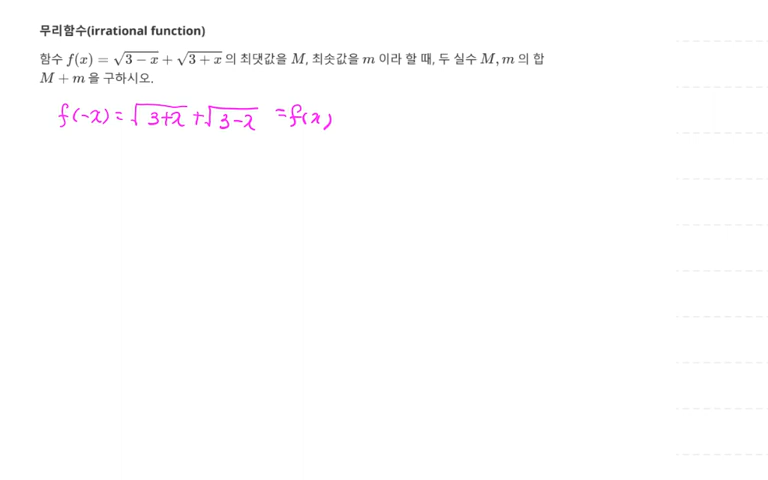 무리함수(irrational function)
함수 f(x) = √(3 − x) + √(3 + x) 의 최댓값을 M, 최솟값을 m 이라 할 때, 두 실수 M, m 의 합
M + m 을 구하시오.
f(-x) = √(3+x) + √(3-x) = f(x)